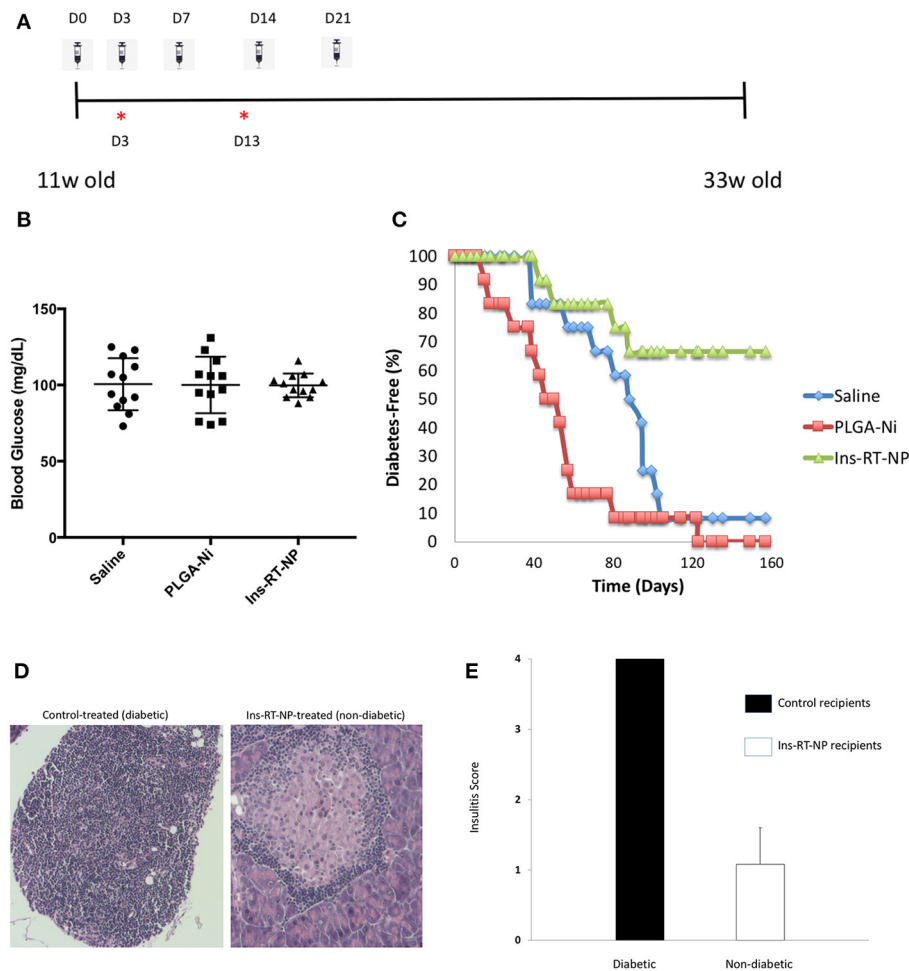 A
D0 D3 D7 D14 D21
* *
D3 D13
11w old 33w old
B
Blood Glucose (mg/dL)
150
100
50
0
Saline
PLGA-Ni
Ins-RT-NP
C
Diabetes-Free (%)
100
90
80
70
60
50
40
30
20
10
0
0 40 80 120 160
Time (Days)
Saline
PLGA-Ni
Ins-RT-NP
D
Control-treated (diabetic) Ins-RT-NP-treated (non-diabetic)
E
Insulitis Score
4
3
2
1
0
Control recipients
Ins-RT-NP recipients
Diabetic Non-diabetic